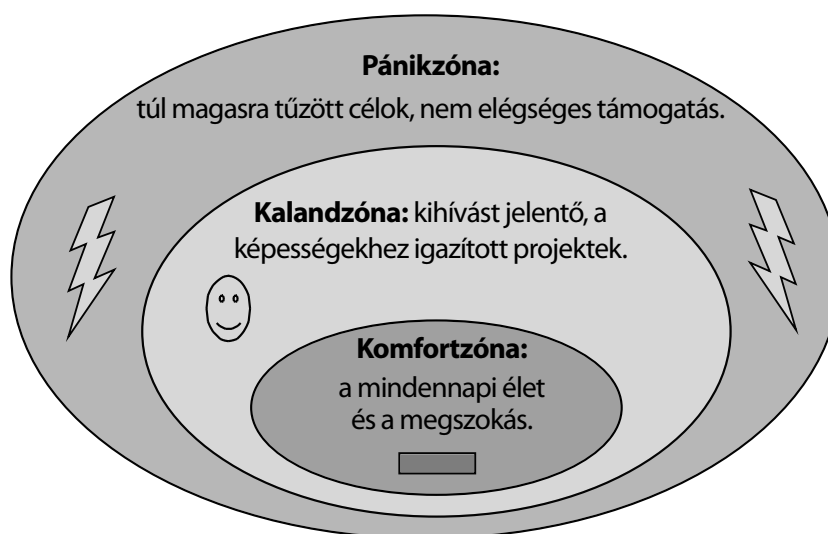 Pánikzóna:
túl magasra tűzött célok, nem elégséges támogatás.
Kalandzóna: kihívást jelentő, a
képességekhez igazított projektek.
Komfortzóna:
a mindennapi élet
és a megszokás.